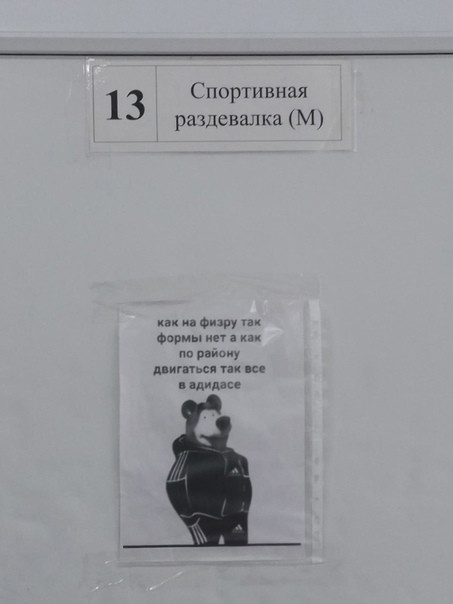 13
Спортивная
раздевалка (М)
как на физру так
формы нет а как
по району
двигаться так все
в адидасе